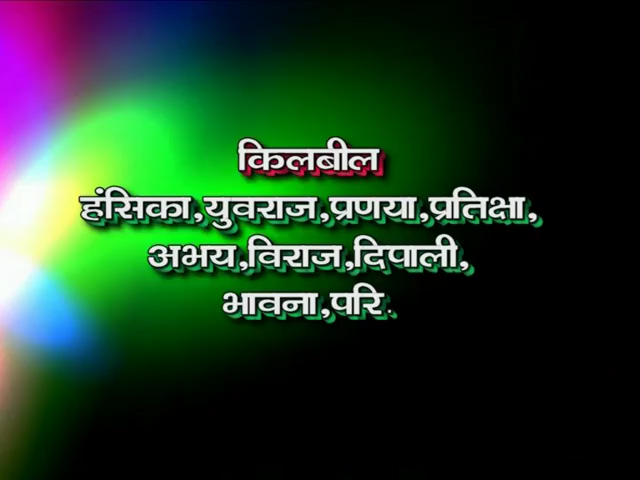 किलबील
हंसिका,युवराज,प्रणया,प्रतिक्षा,
अभय,विराज,दिपाली,
भावना,परि.